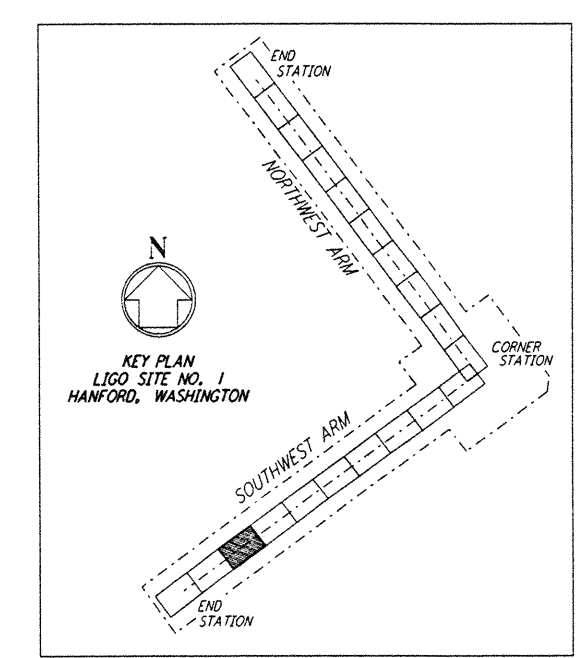 END
STATION
NORTHWEST ARM
N
KEY PLAN
LIGO SITE NO. 1
HANFORD, WASHINGTON
CORNER
STATION
SOUTHWEST ARM
END
STATION